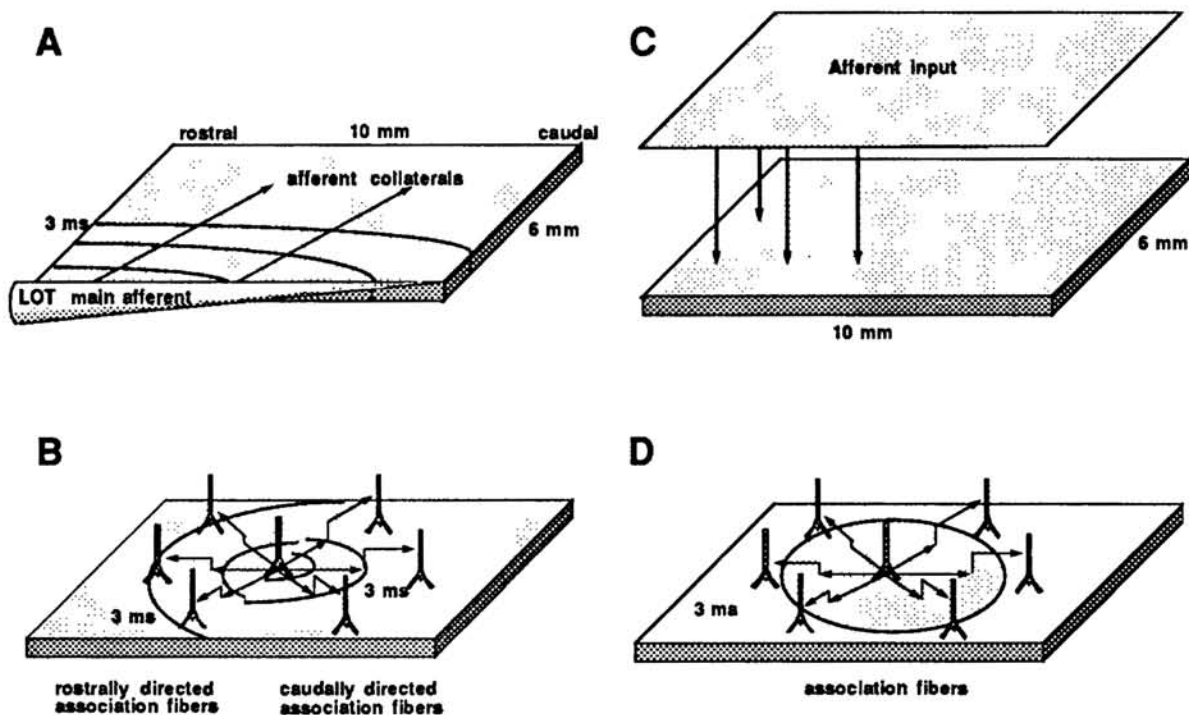 A
rostral 10 mm caudal
afferent collaterals
3 ms
6 mm
LOT main afferent
C
Afferent input
6 mm
10 mm
B
3 ms
3 ms
rostrally directed
association fibers
caudally directed
association fibers
D
3 ms
association fibers